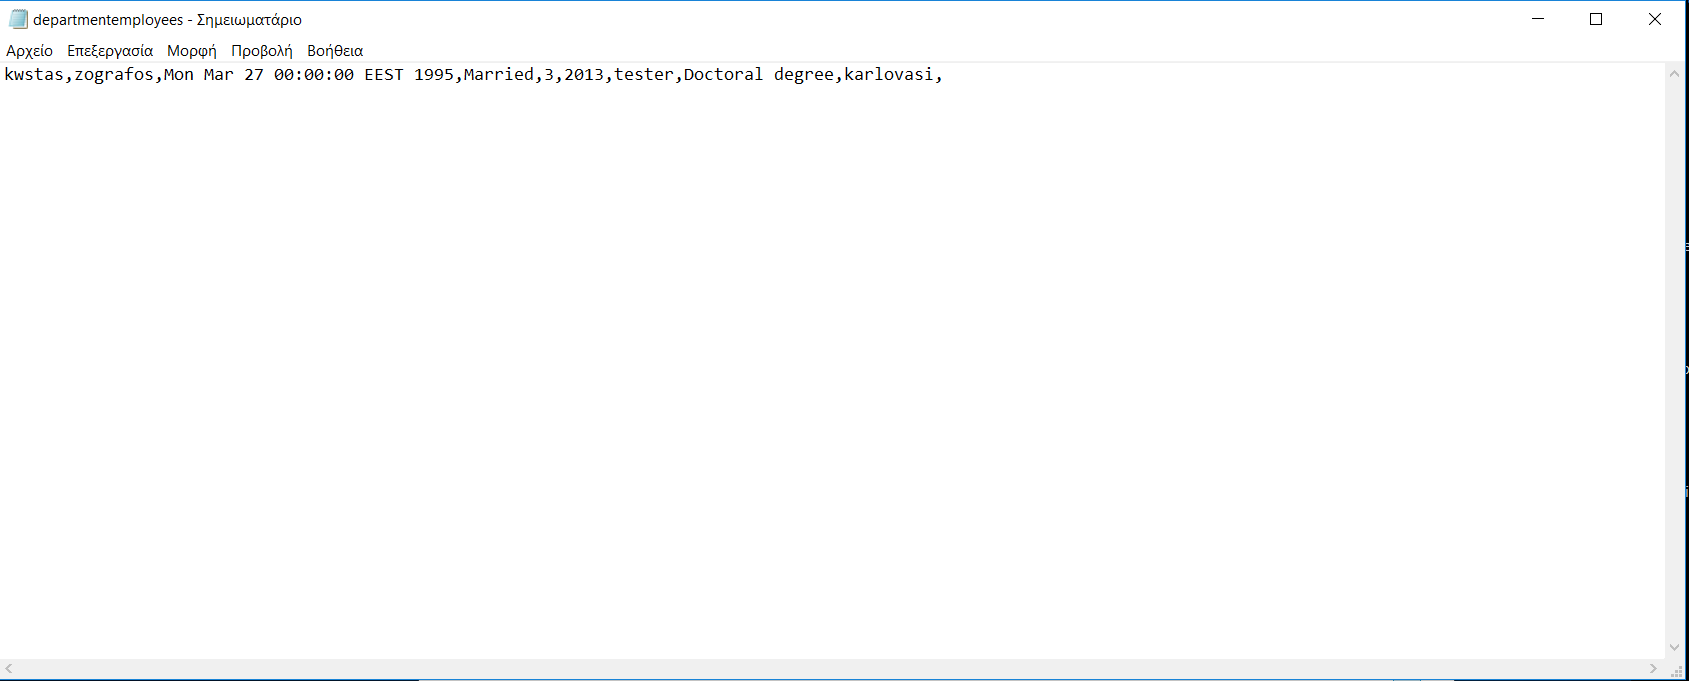 departmentemployees - Σημειωματάριο
Αρχείο Επεξεργασία Μορφή Προβολή Βοήθεια
kwstas,zografos,Mon Mar 27 00:00:00 EEST 1995,Married,3,2013,tester,Doctoral degree,karlovasi,